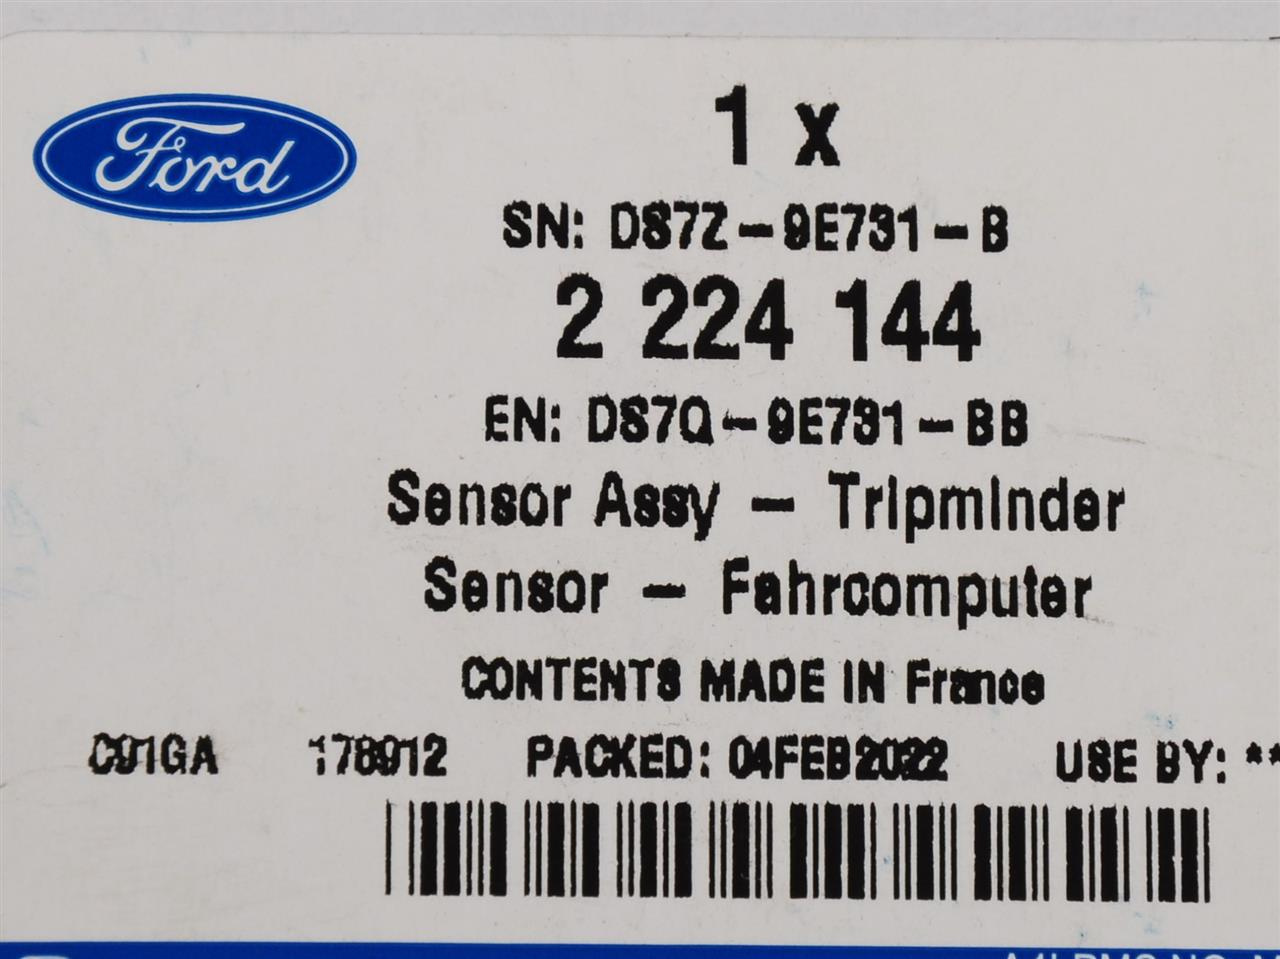 Ford
1 x
SN: DS7Z-9E731-B
2 224 144
EN: DS7Q-9E731-BB
Sensor Assy - Tripminder
Sensor - Fahrcomputer
CONTENTS MADE IN France
C91GA 178912 PACKED: 04FEB2022 USE BY: **